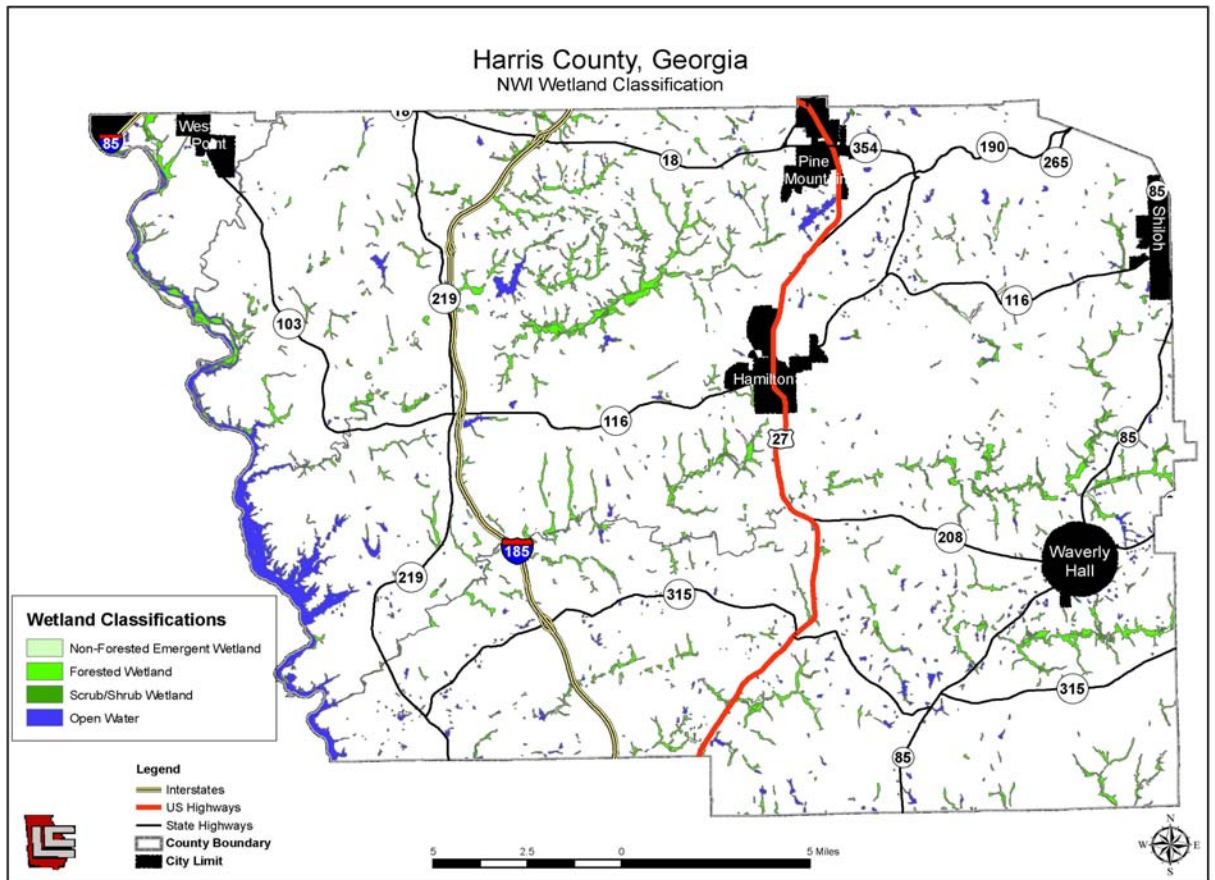 Harris County, Georgia
NWI Wetland Classification
85
West
Point
18
18
354
190
265
Pine
Mountain
85
Shiloh
219
103
116
Hamilton
116
27
85
208
Waverly
Hall
185
219
315
315
85
Wetland Classifications
Non-Forested Emergent Wetland
Forested Wetland
Scrub/Shrub Wetland
Open Water
Legend
Interstates
US Highways
State Highways
County Boundary
City Limit
5 2.5 0 5 Miles
N
W E
S